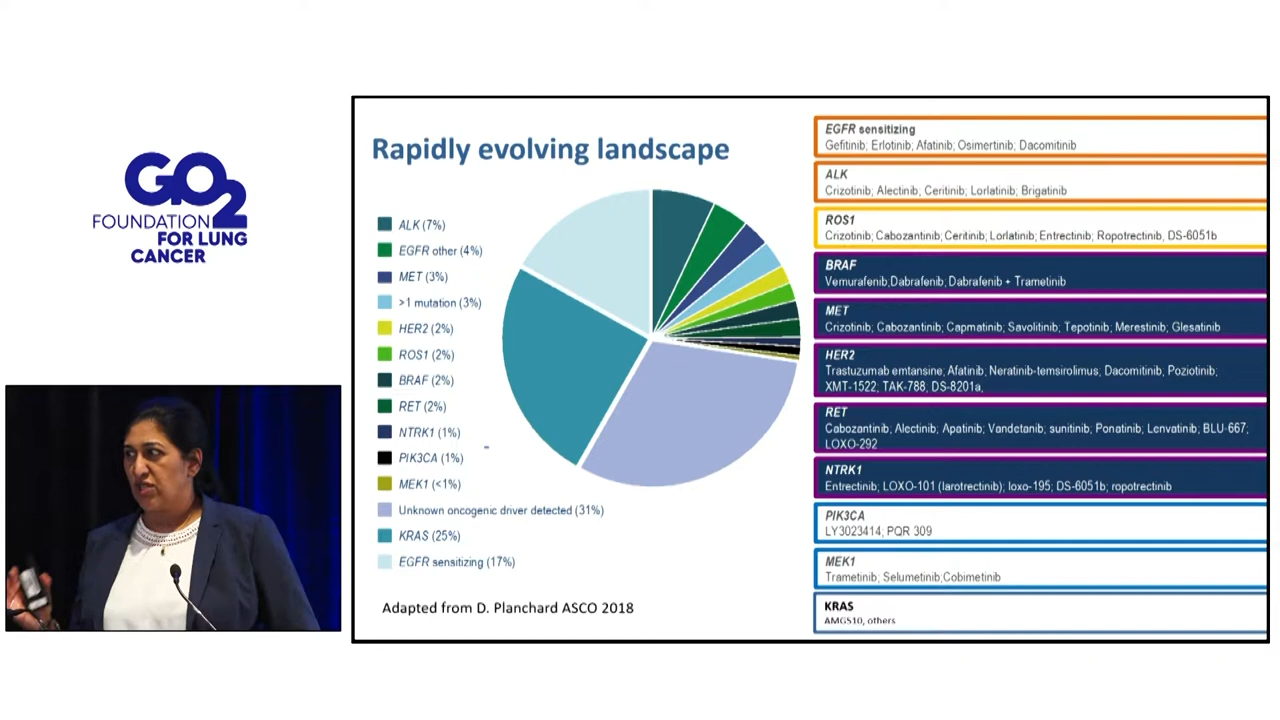 GO2
FOUNDATION
FOR LUNG
CANCER
Rapidly evolving landscape
ALK (7%)
EGFR other (4%)
MET (3%)
>1 mutation (3%)
HER2 (2%)
ROS1 (2%)
BRAF (2%)
RET (2%)
NTRK1 (1%)
PIK3CA (1%)
MEK1 (<1%)
Unknown oncogenic driver detected (31%)
KRAS (25%)
EGFR sensitizing (17%)
Adapted from D. Planchard ASCO 2018
EGFR sensitizing
Gefitinib; Erlotinib; Afatinib; Osimertinib; Dacomitinib
ALK
Crizotinib; Alectinib; Ceritinib; Lorlatinib; Brigatinib
ROS1
Crizotinib; Cabozantinib; Ceritinib; Lorlatinib; Entrectinib; Ropotrectinib, DS-6051b
BRAF
Vemurafenib,Dabrafenib; Dabrafenib + Trametinib
MET
Crizotinib; Cabozantinib; Capmatinib; Savolitinib; Tepotinib; Merestinib; Glesatinib
HER2
Trastuzumab emtansine; Afatinib; Neratinib-temsirolimus; Dacomitinib, Poziotinib;
XMT-1522; TAK-788, DS-8201a,
RET
Cabozantinib; Alectinib; Apatinib; Vandetanib; sunitinib; Ponatinib; Lenvatinib; BLU-667;
LOXO-292
NTRK1
Entrectinib; LOXO-101 (larotrectinib); loxo-195; DS-6051b; ropotrectinib
PIK3CA
LY3023414, PQR 309
MEK1
Trametinib; Selumetinib;Cobimetinib
KRAS
AMG510, others